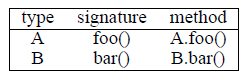 type signature method
A foo() A.foo()
B bar() B.bar()